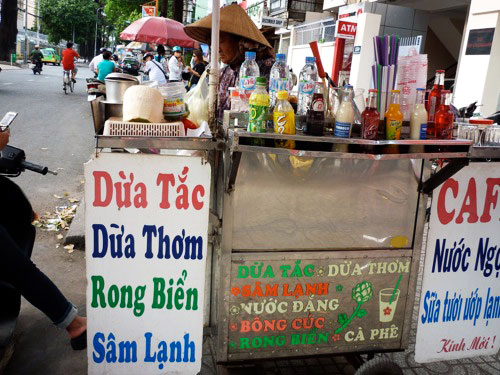 ATM
Dừa Tắc
Dừa Thơm
Rong Biển
Sâm Lạnh
DỪA TẮC * DỪA THƠM
SÂM LẠNH
NƯỚC ĐẮNG
BÔNG CÚC
RONG BIỂN * CÀ PHÊ
CAF
Nước Ngọ
Sữa tươi ướp lạ
Kính Mời !